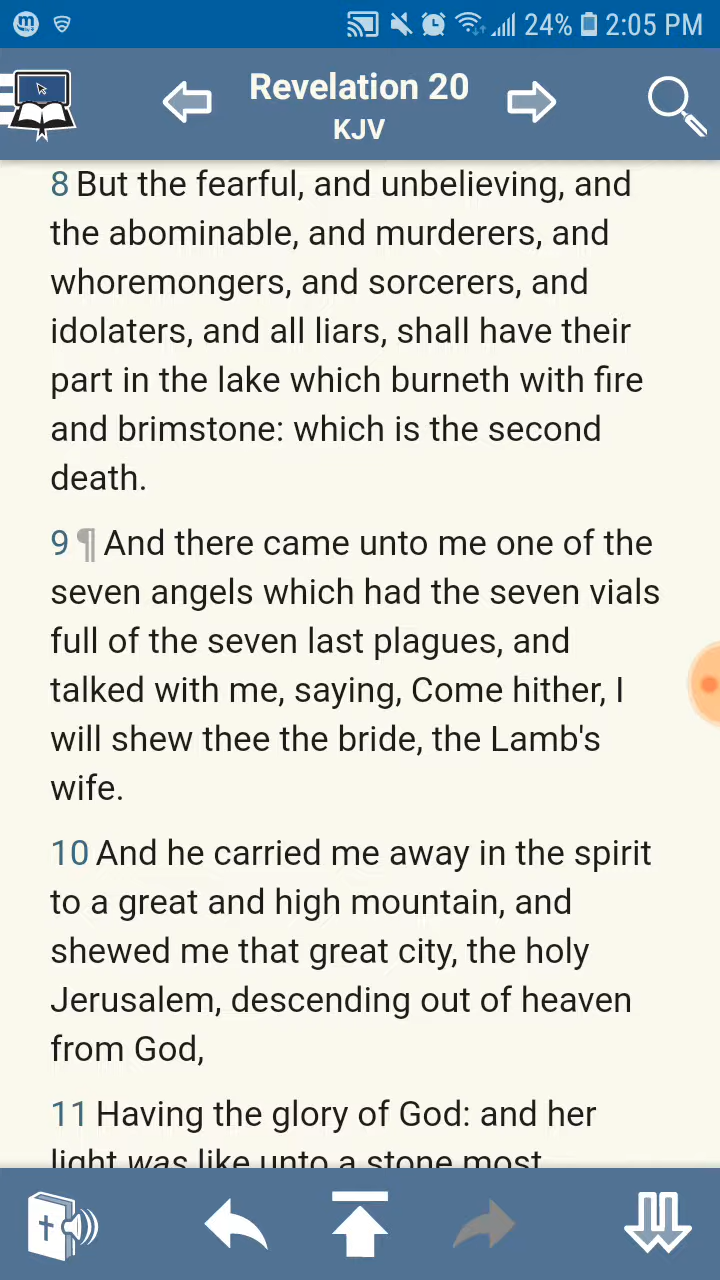 24% 2:05 PM
Revelation 20
KJV
8 But the fearful, and unbelieving, and
the abominable, and murderers, and
whoremongers, and sorcerers, and
idolaters, and all liars, shall have their
part in the lake which burneth with fire
and brimstone: which is the second
death.
9 ¶ And there came unto me one of the
seven angels which had the seven vials
full of the seven last plagues, and
talked with me, saying, Come hither, I
will shew thee the bride, the Lamb's
wife.
10 And he carried me away in the spirit
to a great and high mountain, and
shewed me that great city, the holy
Jerusalem, descending out of heaven
from God,
11 Having the glory of God: and her
light was like unto a stone most